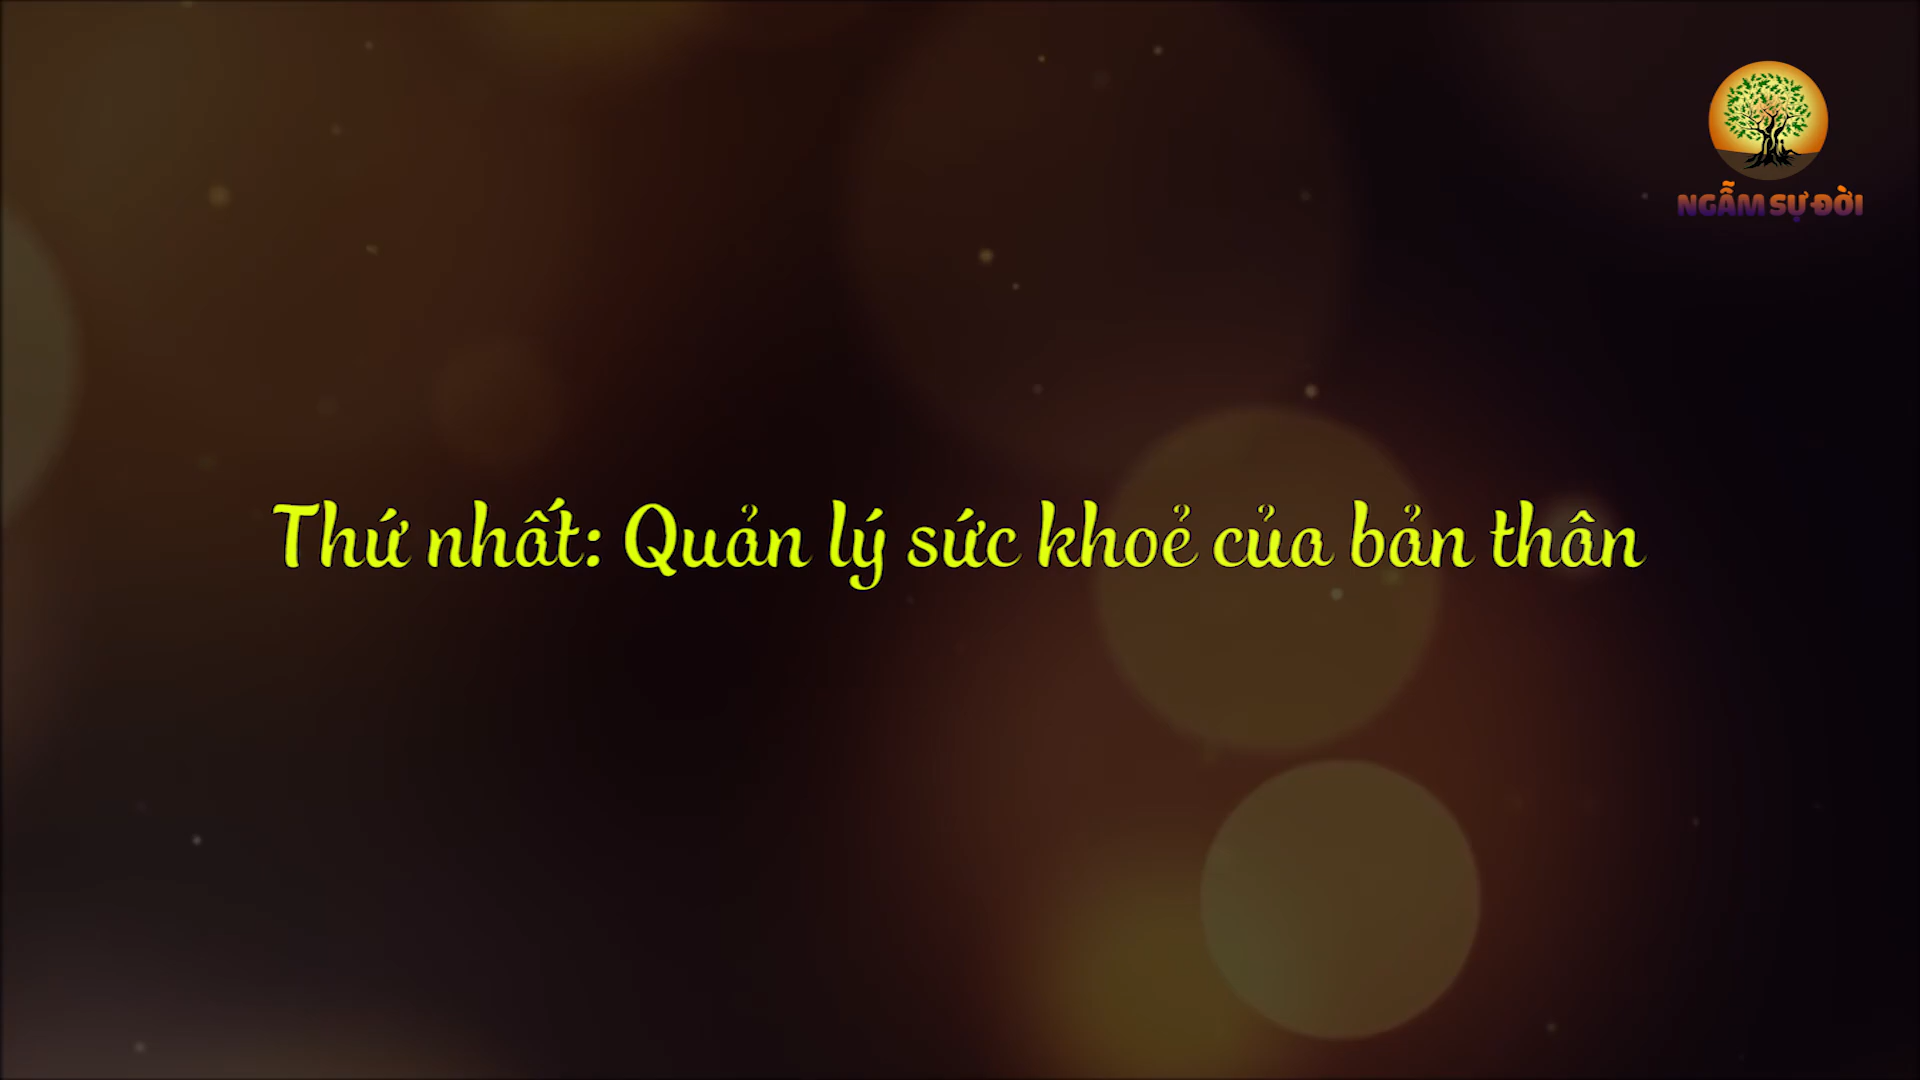 NGẪM SỰ ĐỜI
Thứ nhất: Quản lý sức khoẻ của bản thân